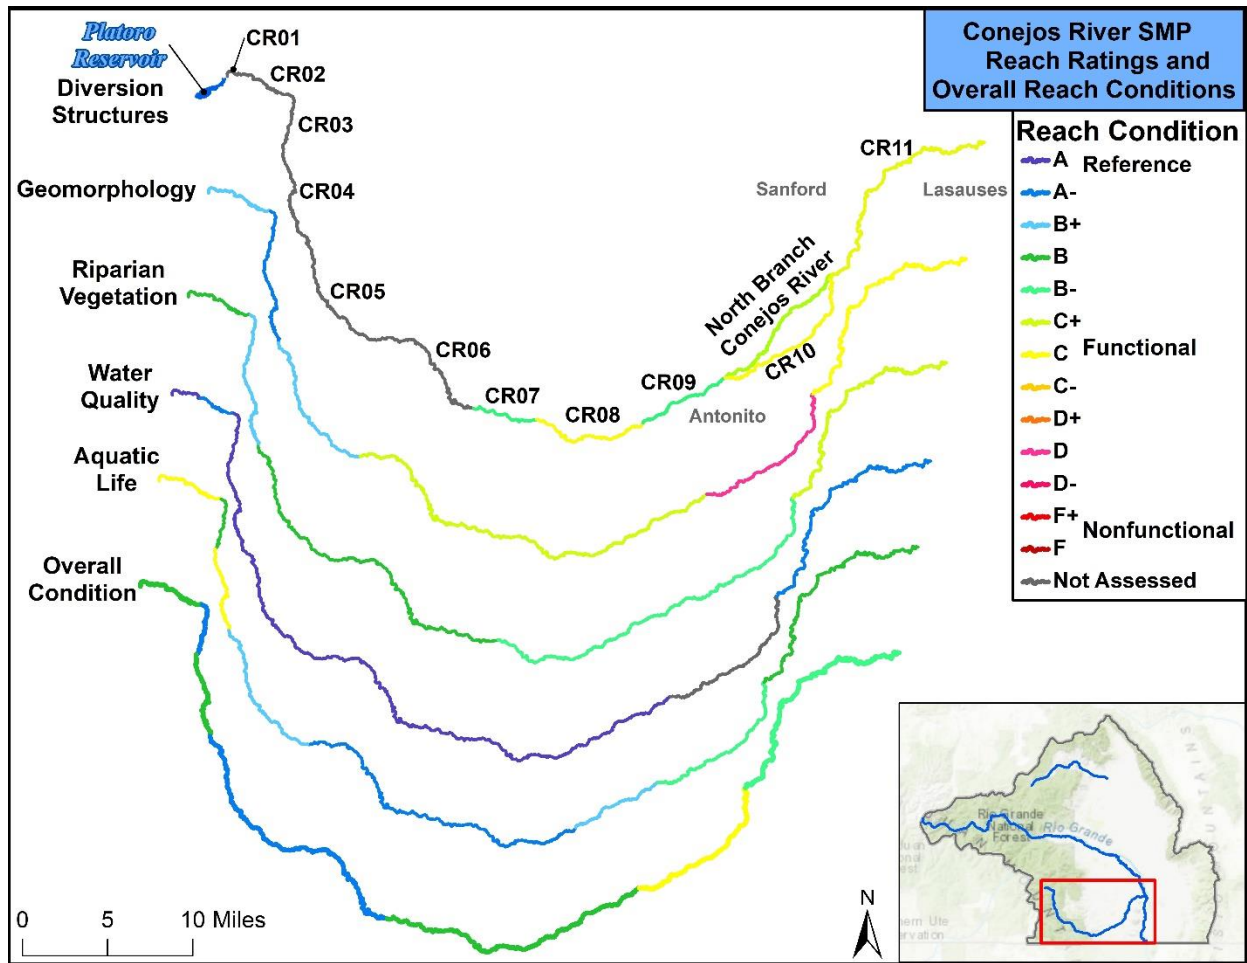 Conejos River SMP
Reach Ratings and
Overall Reach Conditions
Platoro
Reservoir
Diversion
Structures
Geomorphology
Riparian
Vegetation
Water
Quality
Aquatic
Life
Overall
Condition
CR01
CR02
CR03
CR04
CR05
CR06
CR07
CR08
CR09
CR10
CR11
North Branch
Conejos River
Sanford
Lasauses
Antonito
Reach Condition
A
Reference
A-
B+
B
B-
C+
C
Functional
C-
D+
D
D-
F+
Nonfunctional
F
Not Assessed
0 5 10 Miles
N
Rio Grande
National
Forest
Rio Grande